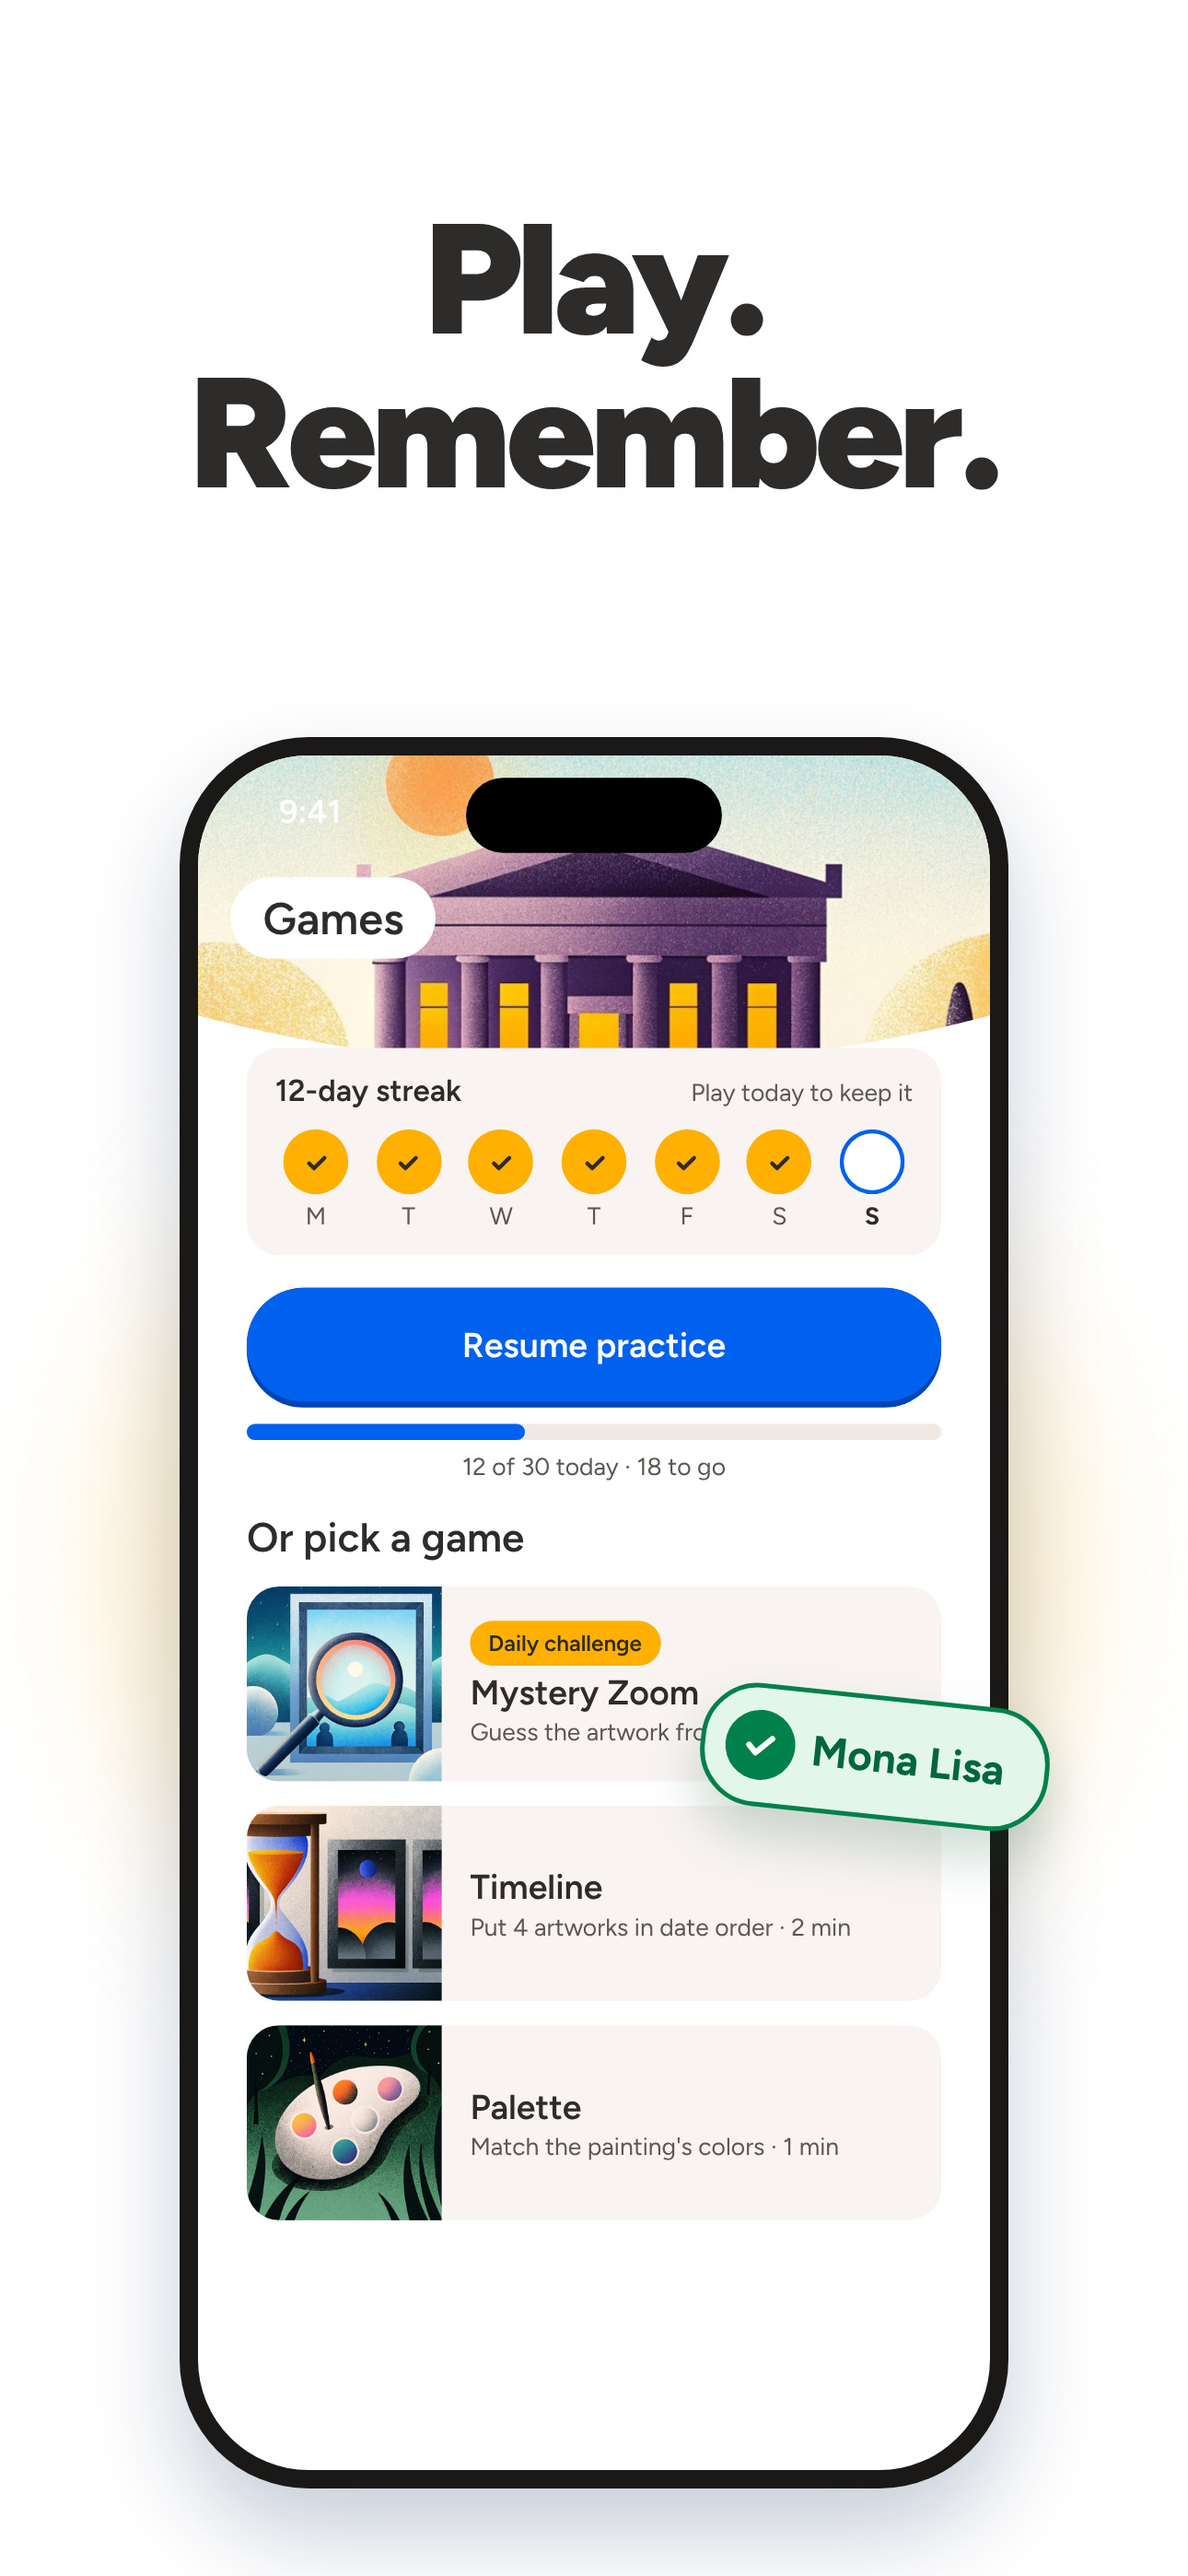 Play.
Remember.
9:41
Games
12-day streak
Play today to keep it
M T W T F S S
Resume practice
12 of 30 today · 18 to go
Or pick a game
Daily challenge
Mystery Zoom
Guess the artwork
Mona Lisa
Timeline
Put 4 artworks in date order · 2 min
Palette
Match the painting's colors · 1 min